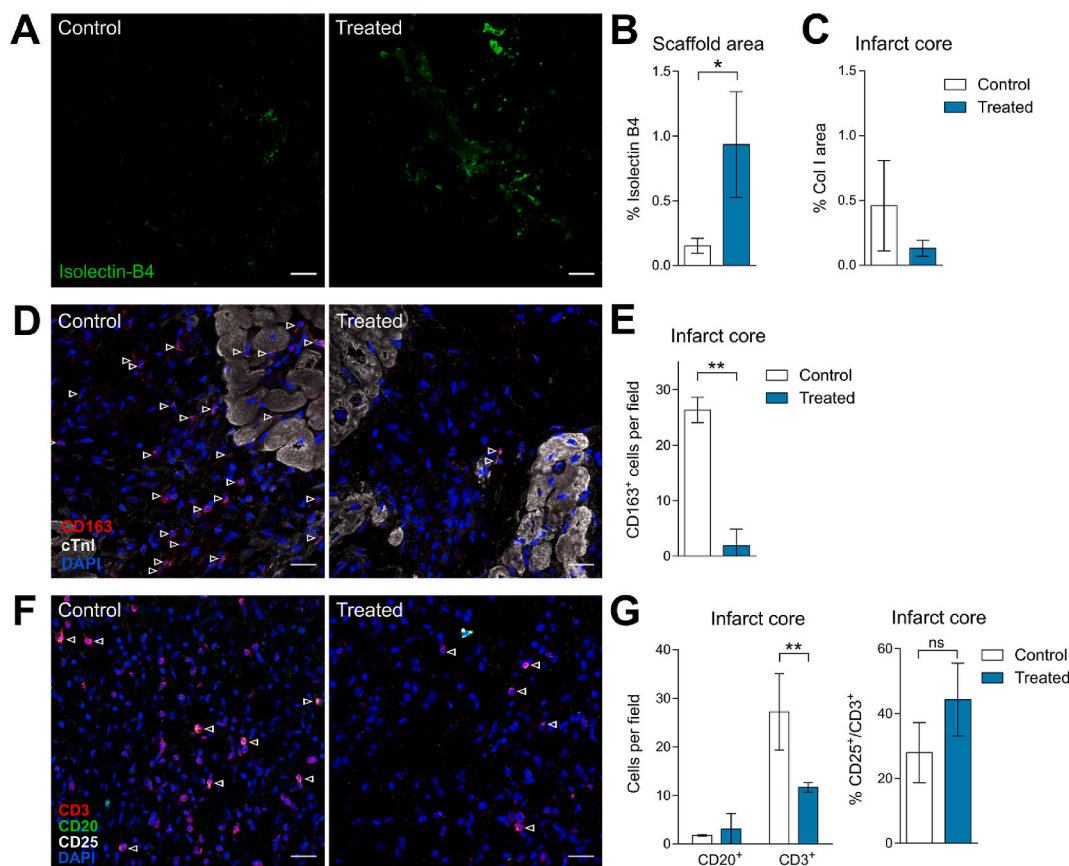 A
Control
Treated
Isolectin-B4
B
Scaffold area
*
% Isolectin B4
1.5
1.0
0.5
0.0
C
Infarct core
% Col I area
1.5
1.0
0.5
0.0
Control
Treated
D
Control
Treated
CD163
cTnI
DAPI
E
Infarct core
**
CD163+ cells per field
30
20
10
0
Control
Treated
F
Control
Treated
CD3
CD20
CD25
DAPI
G
Infarct core
**
Cells per field
40
30
20
10
0
CD20+
CD3+
Infarct core
ns
% CD25+/CD3+
60
40
20
0
Control
Treated